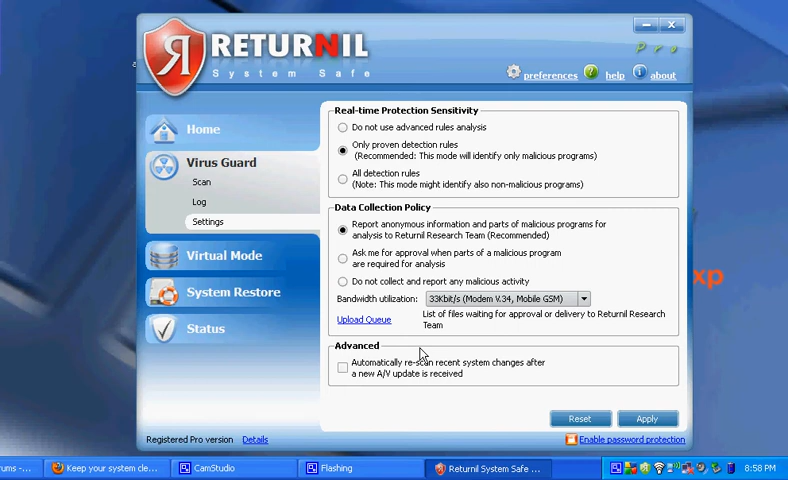 RETURNIL
System Safe
Pro
preferences
help
about
Home
Virus Guard
Scan
Log
Settings
Virtual Mode
System Restore
Status
Real-time Protection Sensitivity
Do not use advanced rules analysis
Only proven detection rules
(Recommended: This mode will identify only malicious programs)
All detection rules
(Note: This mode might identify also non-malicious programs)
Data Collection Policy
Report anonymous information and parts of malicious programs for
analysis to Returnil Research Team (Recommended)
Ask me for approval when parts of a malicious program
are required for analysis
Do not collect and report any malicious activity
Bandwidth utilization:
33Kbit/s (Modem V.34, Mobile GSM)
Upload Queue
List of files waiting for approval or delivery to Returnil Research
Team
Advanced
Automatically re-scan recent system changes after
a new A/V update is received
Reset
Apply
Registered Pro version
Details
Enable password protection
xp
rums -...
Keep your system cle...
CamStudio
Flashing
Returnil System Safe ...
8:58 PM